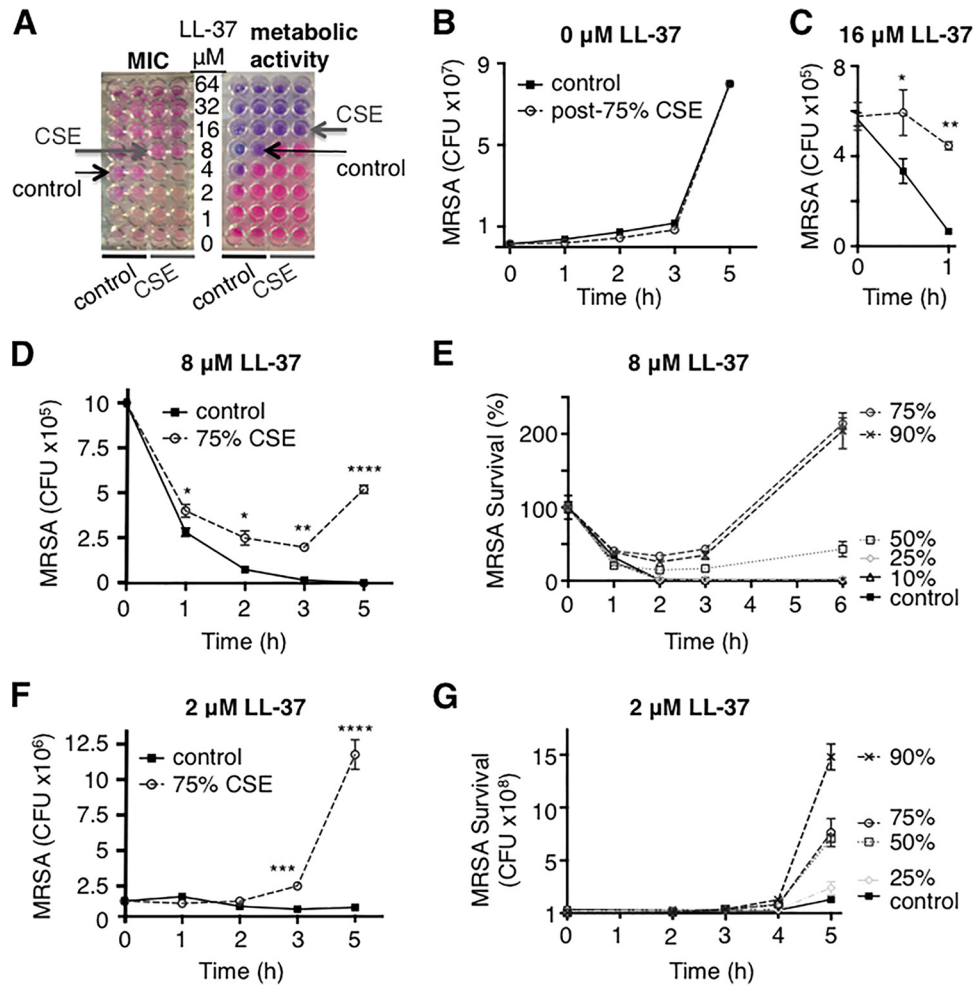 A
LL-37
µM
MIC
metabolic
activity
64
32
16
8
4
2
1
0
CSE
control
CSE
control
control
CSE
control
CSE
B
0 µM LL-37
MRSA (CFU x10⁷)
9
5
1
control
post-75% CSE
0 1 2 3 5
Time (h)
C
16 µM LL-37
MRSA (CFU x10⁵)
8
4
0
*
**
0 1
Time (h)
D
8 µM LL-37
MRSA (CFU x10⁵)
10
7.5
5
2.5
0
control
75% CSE
*
*
**
****
0 1 2 3 5
Time (h)
E
8 µM LL-37
MRSA Survival (%)
200
100
0
75%
90%
50%
25%
10%
control
0 1 2 3 4 5 6
Time (h)
F
2 µM LL-37
MRSA (CFU x10⁶)
12.5
10
7.5
5
2.5
0
control
75% CSE
***
****
0 1 2 3 5
Time (h)
G
2 µM LL-37
MRSA Survival
(CFU x10⁸)
15
10
5
1
90%
75%
50%
25%
control
0 1 2 3 4 5
Time (h)